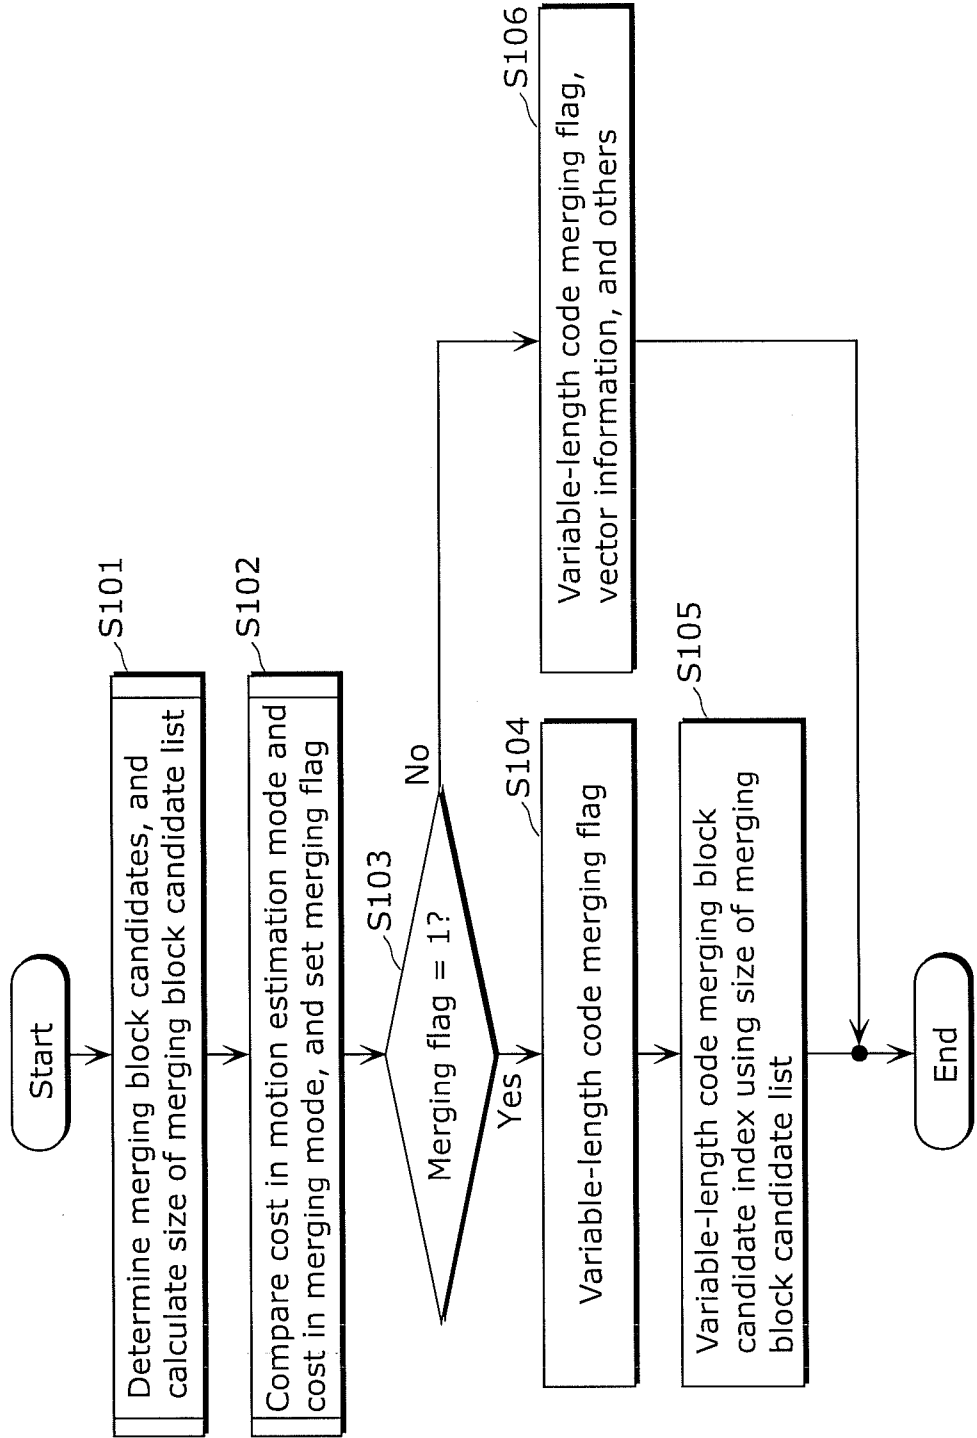 Start
S101
Determine merging block candidates, and
calculate size of merging block candidate list
S102
Compare cost in motion estimation mode and
cost in merging mode, and set merging flag
S103
Merging flag = 1?
No
Yes
S104
Variable-length code merging flag
S106
Variable-length code merging flag,
vector information, and others
S105
Variable-length code merging block
candidate index using size of merging
block candidate list
End